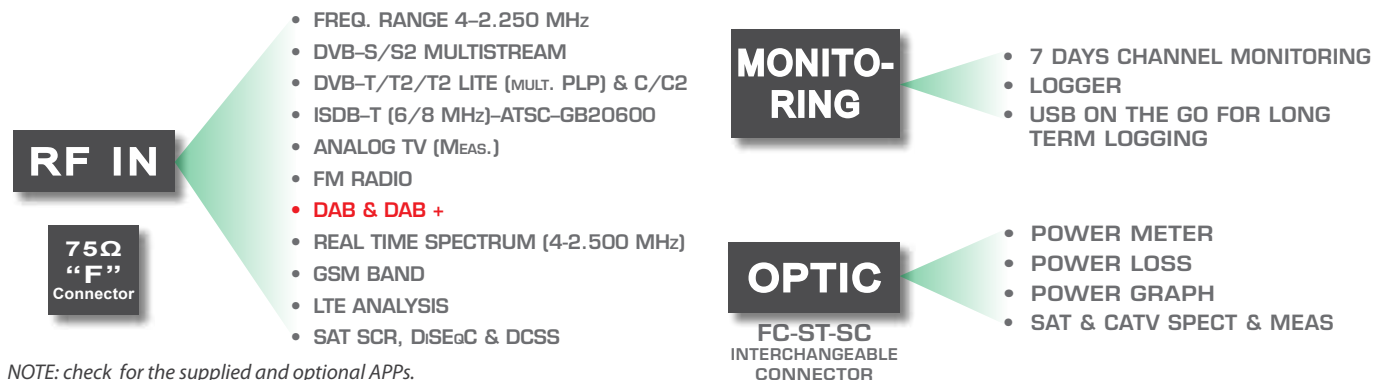 RF IN
75Ω
“F”
Connector
• FREQ. RANGE 4–2.250 MHz
• DVB–S/S2 MULTISTREAM
• DVB–T/T2/T2 LITE (MULT. PLP) & C/C2
• ISDB–T (6/8 MHz)–ATSC–GB20600
• ANALOG TV (MEAS.)
• FM RADIO
• DAB & DAB +
• REAL TIME SPECTRUM (4-2.500 MHz)
• GSM BAND
• LTE ANALYSIS
• SAT SCR, DiSEqC & DCSS
NOTE: check for the supplied and optional APPs.
MONITO-
RING
• 7 DAYS CHANNEL MONITORING
• LOGGER
• USB ON THE GO FOR LONG
TERM LOGGING
OPTIC
FC-ST-SC
INTERCHANGEABLE
CONNECTOR
• POWER METER
• POWER LOSS
• POWER GRAPH
• SAT & CATV SPECT & MEAS